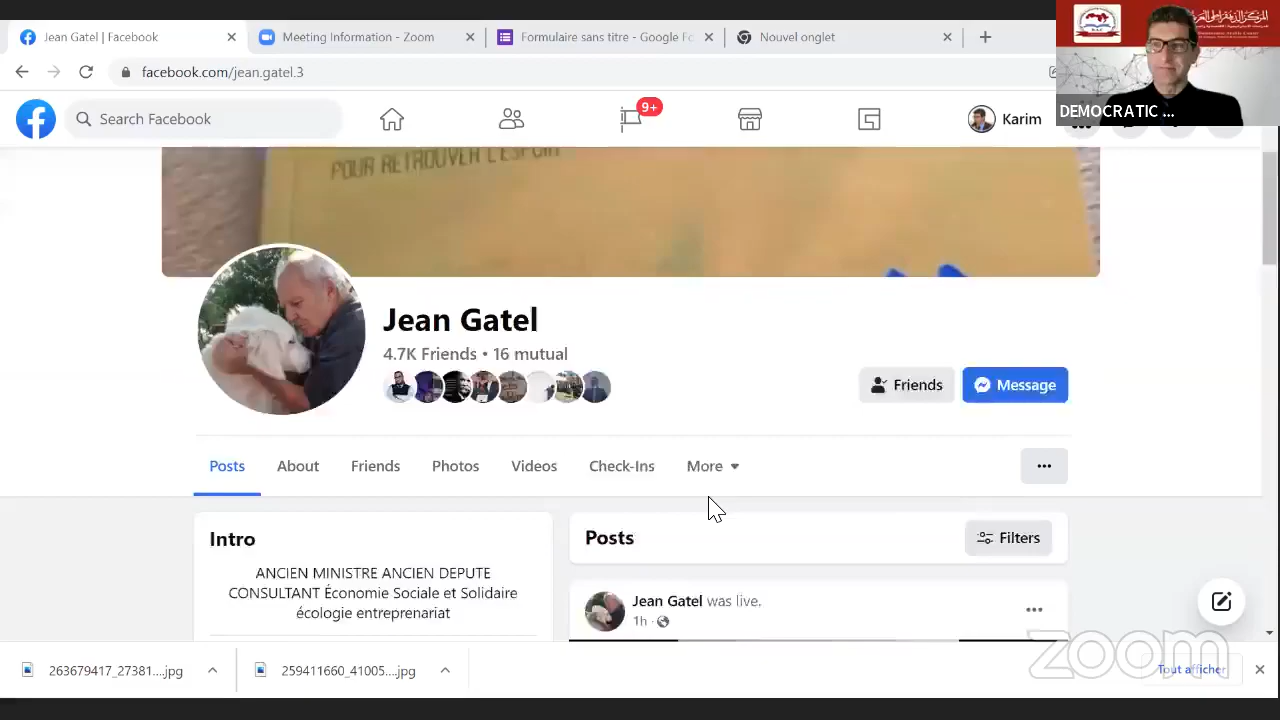 Jean Gatel | Facebook
Meeting Information - Zoom
Formulaire sans titre - Google Fo
Nouvel onglet
facebook.com/jean.gatel.3
Search Facebook
9+
Karim
DEMOCRATIC ...
POUR RETROUVER L'ESPOIR
Jean Gatel
4.7K Friends • 16 mutual
Friends
Message
Posts
About
Friends
Photos
Videos
Check-Ins
More
Intro
ANCIEN MINISTRE ANCIEN DEPUTE
CONSULTANT Économie Sociale et Solidaire
écologie entreprenariat
Posts
Filters
Jean Gatel was live.
1h
263679417_27381....jpg
259411660_41005....jpg
Tout afficher
zoom